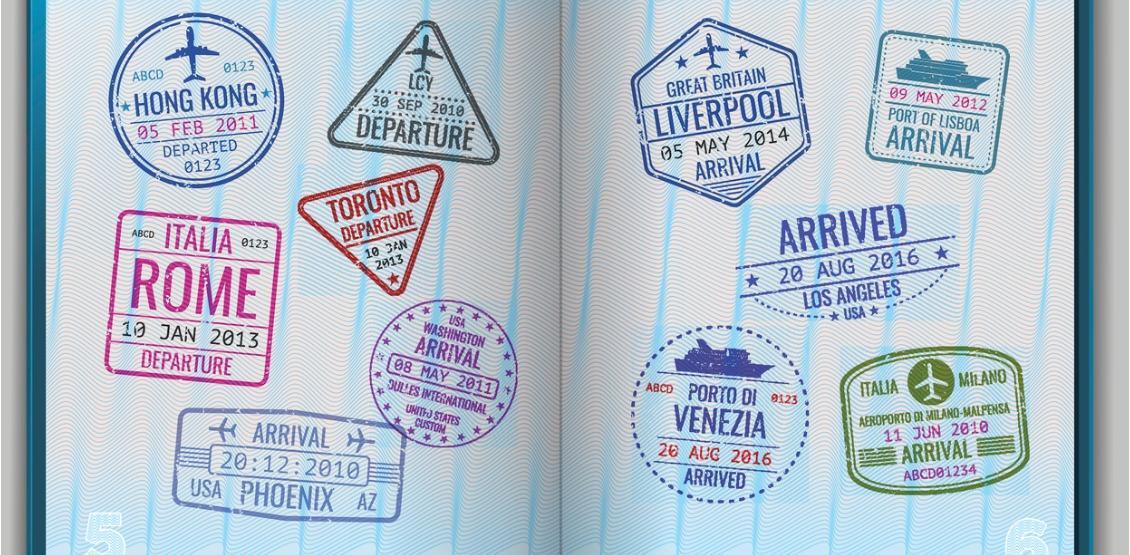 ABCD 0123
HONG KONG
05 FEB 2011
DEPARTED
0123
LCY
30 SEP 2010
DEPARTURE
TORONTO
DEPARTURE
10 JAN
2013
ABCD ITALIA 0123
ROME
10 JAN 2013
DEPARTURE
USA
WASHINGTON
ARRIVAL
08 MAY 2011
DULLES INTERNATIONAL
UNITED STATES
CUSTOM
ARRIVAL
20:12:2010
USA PHOENIX AZ
5
GREAT BRITAIN
LIVERPOOL
05 MAY 2014
ARRIVAL
09 MAY 2012
PORT OF LISBOA
ARRIVAL
ARRIVED
20 AUG 2016
LOS ANGELES
USA
ABCD PORTO DI 0123
VENEZIA
20 AUG 2016
ARRIVED
ITALIA MILANO
AEROPORTO DI MILANO-MALPENSA
11 JUN 2010
ARRIVAL
ABCD01234
6